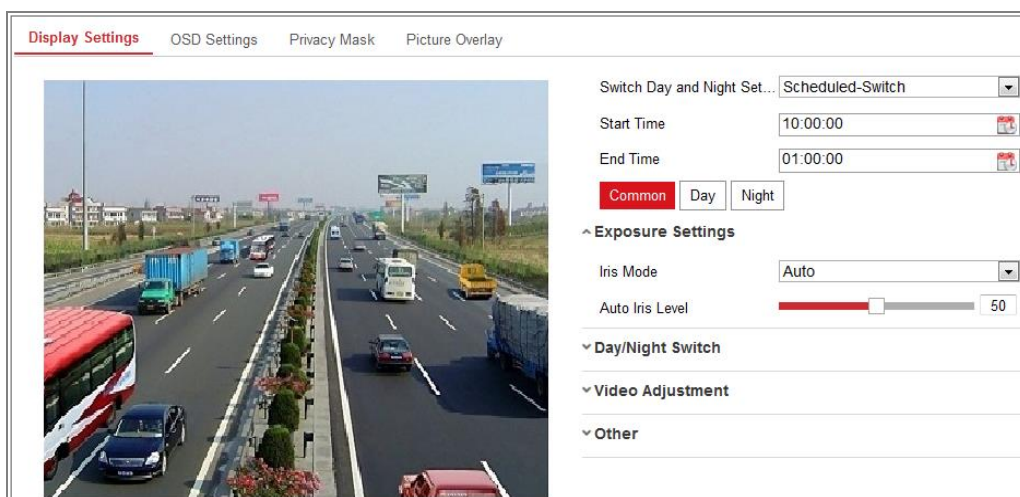 Display Settings OSD Settings Privacy Mask Picture Overlay
Switch Day and Night Set... Scheduled-Switch
Start Time 10:00:00
End Time 01:00:00
Common Day Night
Exposure Settings
Iris Mode Auto
Auto Iris Level 50
Day/Night Switch
Video Adjustment
Other